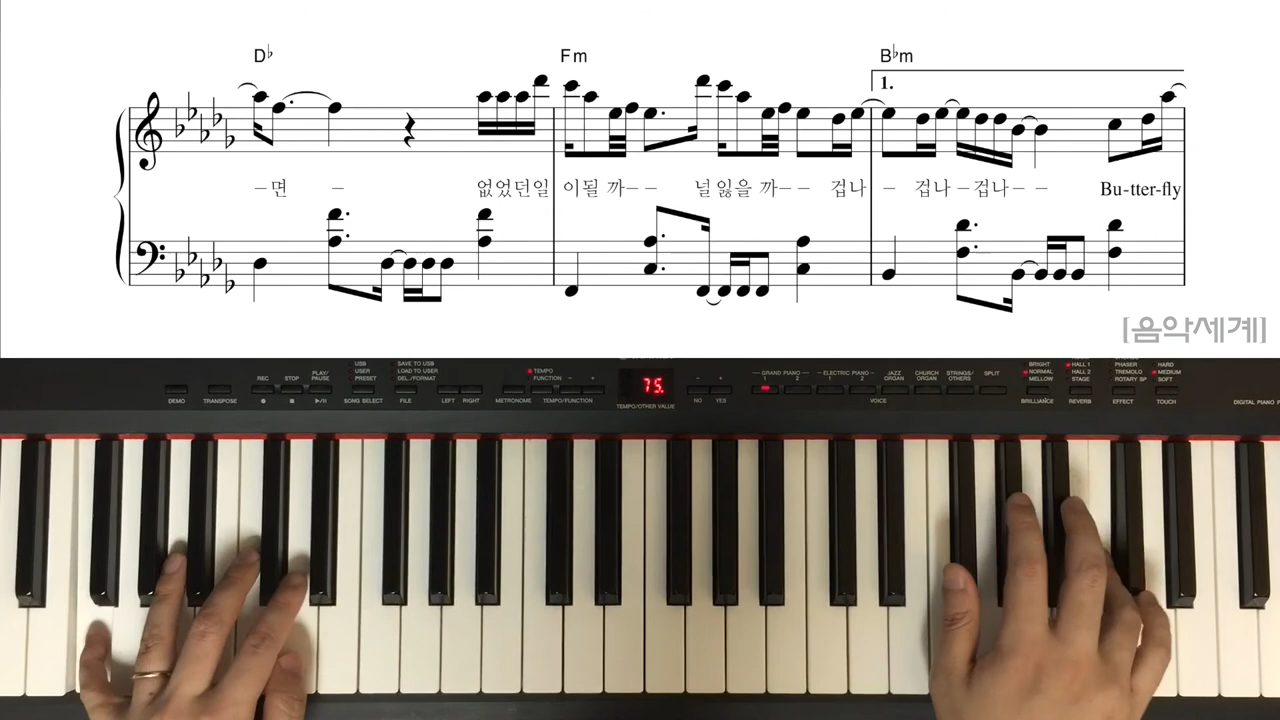 D♭ Fm B♭m
1.
–면 – 없었던일 이될 까–– 널잃을 까–– 겁나 – 겁나 –겁나–– Bu-tter-fly
[음악세계]
USB
USER
PRESET
SAVE TO USB
LOAD TO USER
DEL./FORMAT
DEMO TRANSPOSE
REC STOP PLAY/PAUSE
SONG SELECT FILE LEFT RIGHT
TEMPO
FUNCTION – +
METRONOME TEMPO/FUNCTION
75.
TEMPO/OTHER VALUE
– +
NO YES
GRAND PIANO
1 2
ELECTRIC PIANO
1 2
JAZZ ORGAN
CHURCH ORGAN
STRINGS/OTHERS
SPLIT
VOICE
BRIGHT
NORMAL
MELLOW
BRILLIANCE
HALL 1
HALL 2
STAGE
REVERB
PHASER
TREMOLO
ROTARY SP
EFFECT
HARD
MEDIUM
SOFT
TOUCH
DIGITAL PIANO